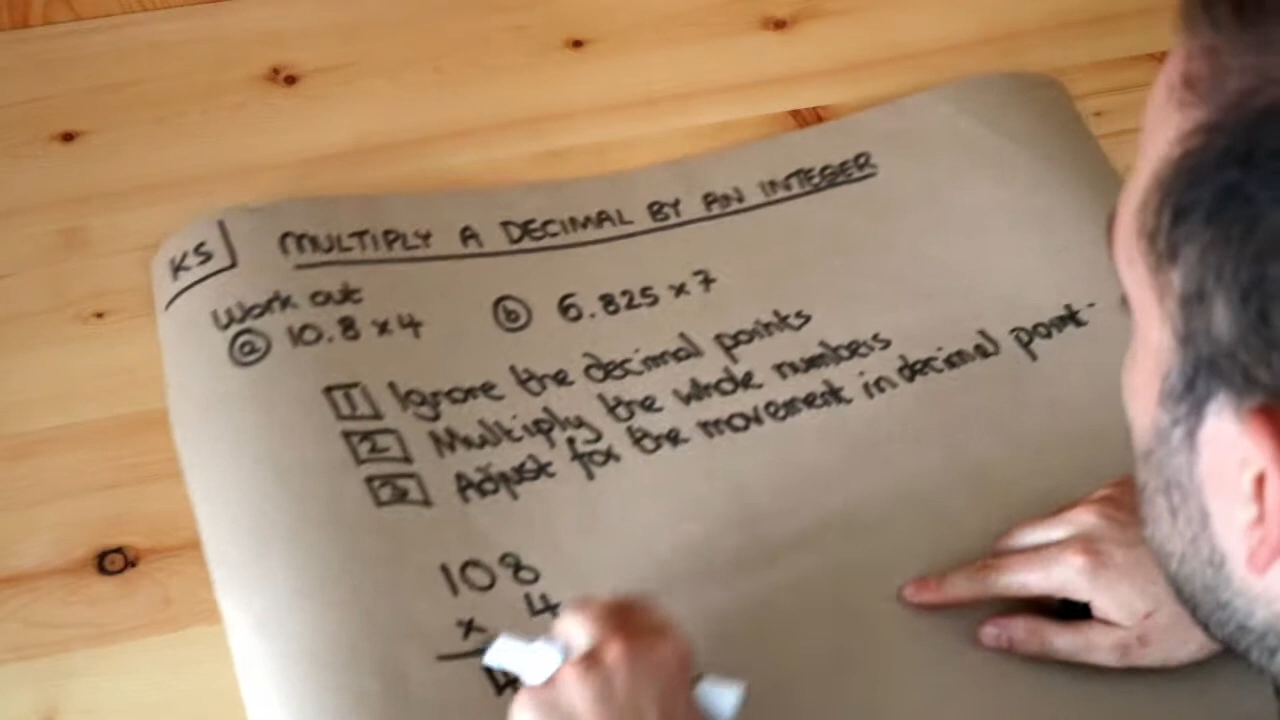 KS
MULTIPLY A DECIMAL BY AN INTEGER
Work out
(a) 10.8 × 4 (b) 6.825 × 7
1 Ignore the decimal points
2 Multiply the whole numbers
3 Adjust for the movement in decimal point.
108
× 4
4